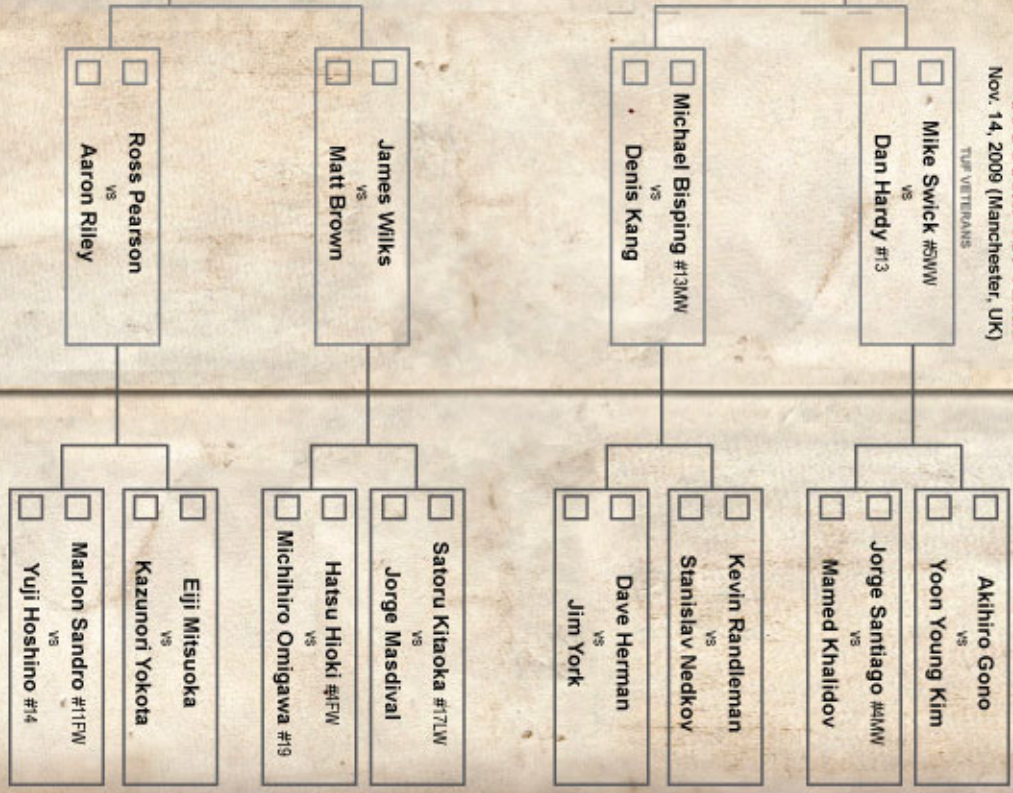 Nov. 14, 2009 (Manchester, UK)
TUF VETERANS
Mike Swick #5WW
vs
Dan Hardy #13
Michael Bisping #13MW
vs
Denis Kang
James Wilks
vs
Matt Brown
Ross Pearson
vs
Aaron Riley
Akihiro Gono
vs
Yoon Young Kim
Jorge Santiago #4MW
vs
Mamed Khalidov
Kevin Randleman
vs
Stanislav Nedkov
Dave Herman
vs
Jim York
Satoru Kitaoka #17LW
vs
Jorge Masdival
Hatsu Hioki #4FW
vs
Michihiro Omigawa #19
Eiji Mitsuoka
vs
Kazunori Yokota
Marlon Sandro #11FW
vs
Yuji Hoshino #14